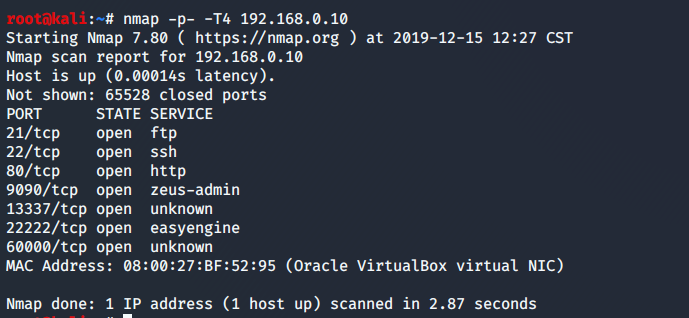 root@kali:~# nmap -p- -T4 192.168.0.10
Starting Nmap 7.80 ( https://nmap.org ) at 2019-12-15 12:27 CST
Nmap scan report for 192.168.0.10
Host is up (0.00014s latency).
Not shown: 65528 closed ports
PORT      STATE SERVICE
21/tcp    open  ftp
22/tcp    open  ssh
80/tcp    open  http
9090/tcp  open  zeus-admin
13337/tcp open  unknown
22222/tcp open  easyengine
60000/tcp open  unknown
MAC Address: 08:00:27:BF:52:95 (Oracle VirtualBox virtual NIC)

Nmap done: 1 IP address (1 host up) scanned in 2.87 seconds